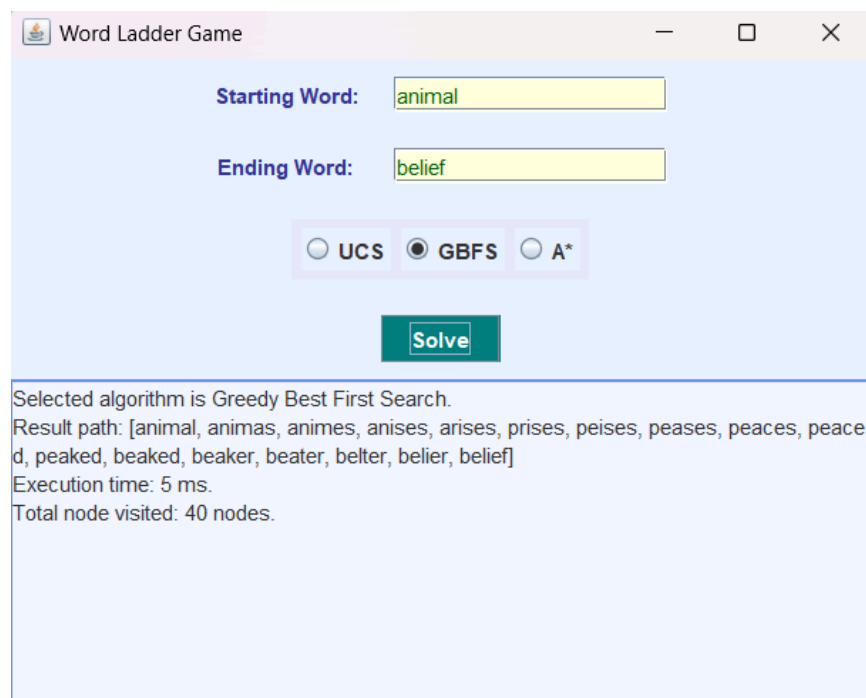 Word Ladder Game
Starting Word: animal
Ending Word: belief
UCS GBFS A*
Solve
Selected algorithm is Greedy Best First Search.
Result path: [animal, animas, animes, anises, arises, prises, peises, peases, peaces, peace
d, peaked, beaked, beaker, beater, belter, belier, belief]
Execution time: 5 ms.
Total node visited: 40 nodes.